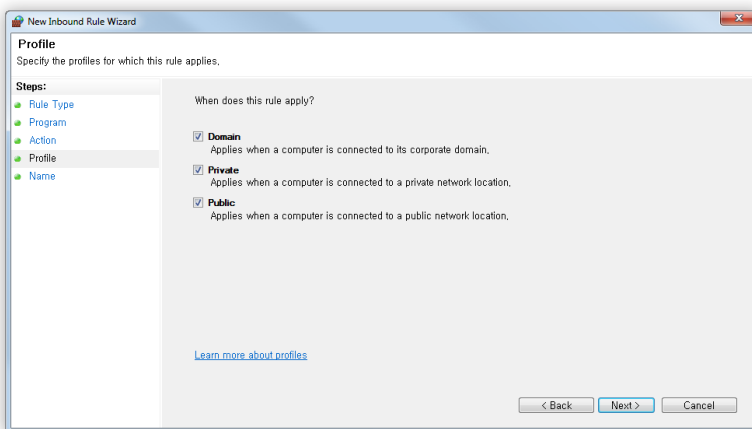 New Inbound Rule Wizard
Profile
Specify the profiles for which this rule applies.
Steps:
Rule Type
Program
Action
Profile
Name
When does this rule apply?
Domain
Applies when a computer is connected to its corporate domain.
Private
Applies when a computer is connected to a private network location.
Public
Applies when a computer is connected to a public network location.
Learn more about profiles
< Back
Next >
Cancel